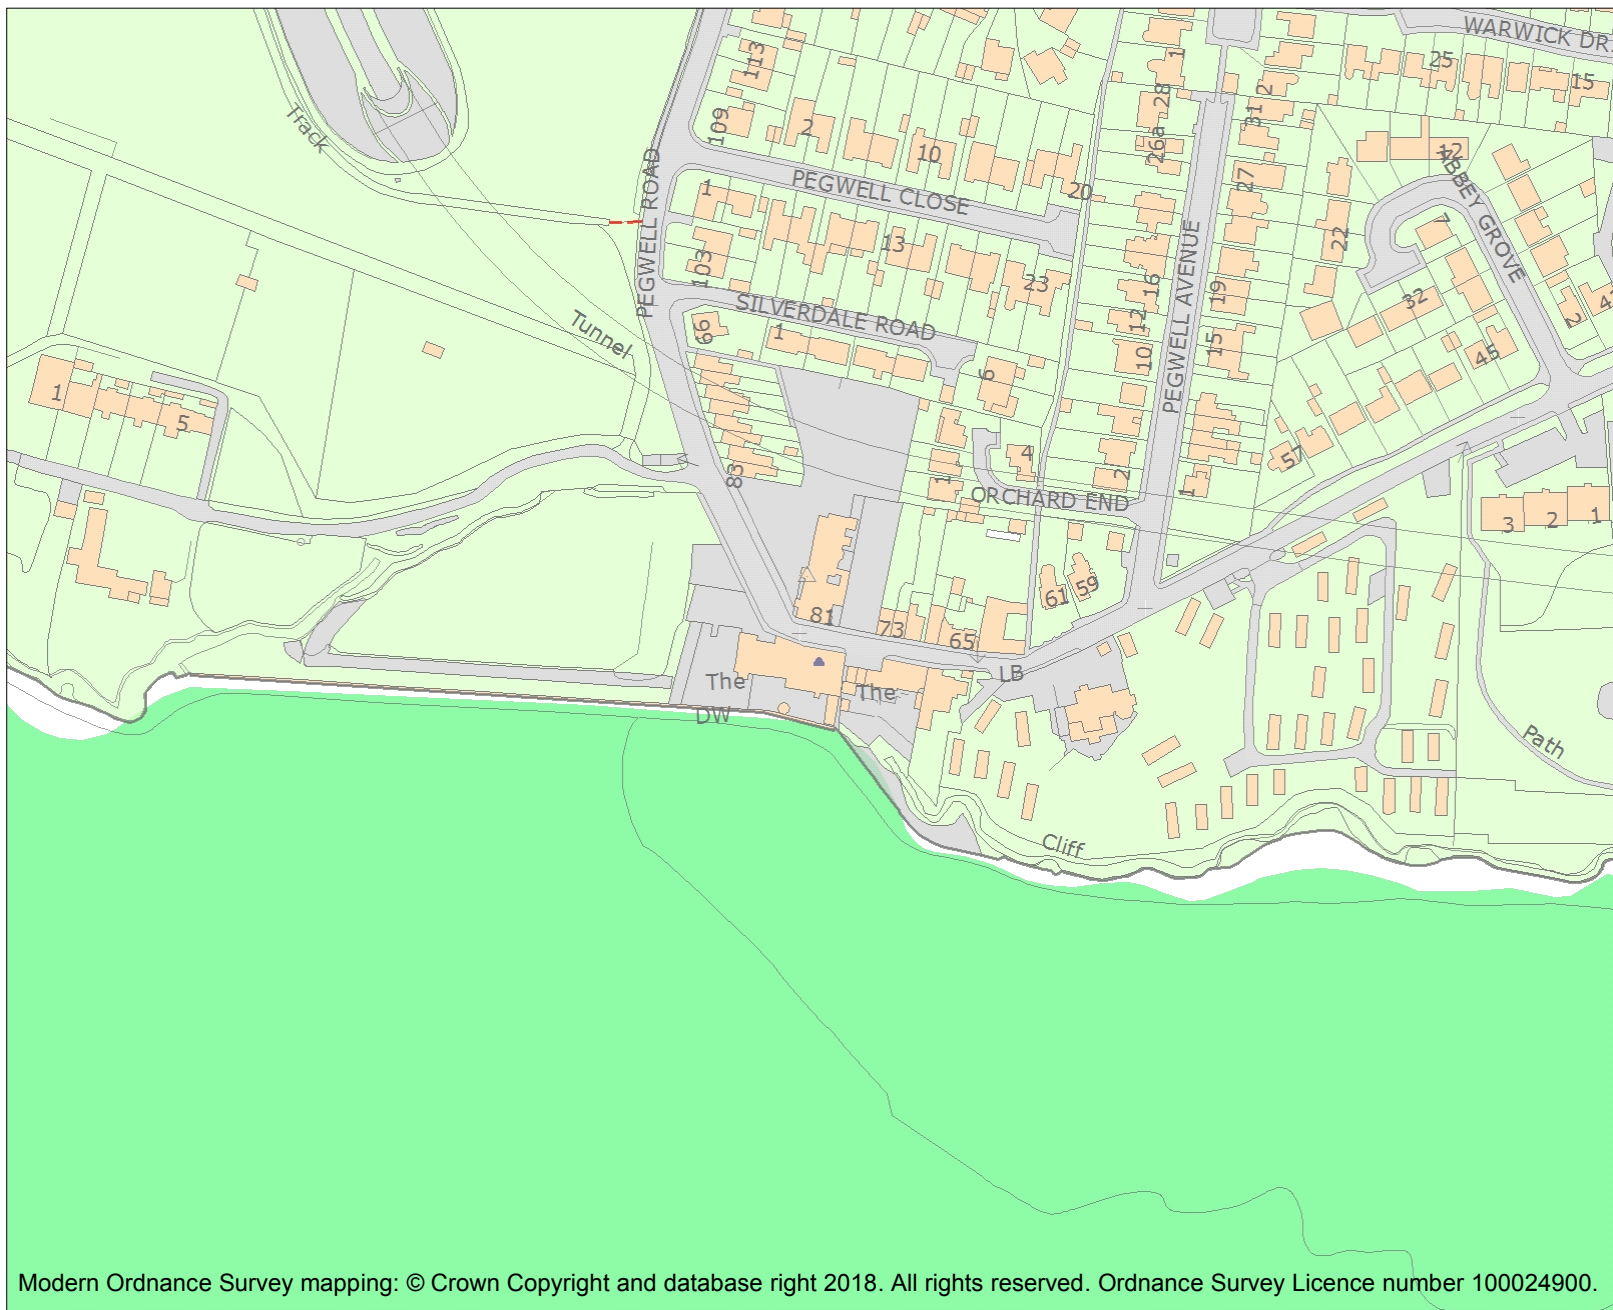 WARWICK DR
113
1
25
15
28
2
31
Track
109
2
26a
10
12
ABBEY GROVE
PEGWELL ROAD
PEGWELL CLOSE
20
27
1
7
13
22
103
PEGWELL AVENUE
16
19
23
32
SILVERDALE ROAD
99
1
Tunnel
12
15
2
10
45
6
1
5
4
57
83
1
2
1
ORCHARD END
3
2
1
61
59
81
73
65
The
The
LB
DW
Path
Cliff
Modern Ordnance Survey mapping: © Crown Copyright and database right 2018. All rights reserved. Ordnance Survey Licence number 100024900.